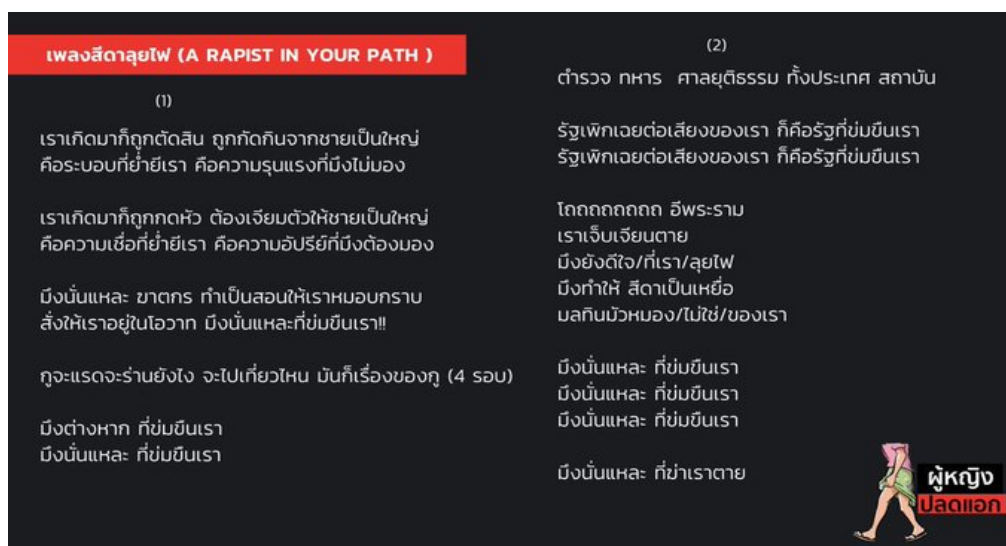 เพลงสีดาลุยไฟ (A RAPIST IN YOUR PATH )
(1)
เราเกิดมาก็ถูกตัดสิน ถูกกัดกินจากชายเป็นใหญ่
คือระบอบที่ย่ำยีเรา คือความรุนแรงที่มึงไม่มอง
เราเกิดมาก็ถูกกดหัว ต้องเจียมตัวให้ชายเป็นใหญ่
คือความเชื่อที่ย่ำยีเรา คือความอัปรีย์ที่มึงต้องมอง
มึงนั่นแหละ ฆาตกร ทำเป็นสอนให้เราหมอบกราบ
สั่งให้เราอยู่ในโอวาท มึงนั่นแหละที่ข่มขืนเรา!!
กูจะแรดจะร่านยังไง จะไปเที่ยวไหน มันก็เรื่องของกู (4 รอบ)
มึงต่างหาก ที่ข่มขืนเรา
มึงนั่นแหละ ที่ข่มขืนเรา
(2)
ตำรวจ ทหาร ศาลยุติธรรม ทั้งประเทศ สถาบัน
รัฐเพิกเฉยต่อเสียงของเรา ก็คือรัฐที่ข่มขืนเรา
รัฐเพิกเฉยต่อเสียงของเรา ก็คือรัฐที่ข่มขืนเรา
โถถถถถถถ อีพระราม
เราเจ็บเจียนตาย
มึงยังดีใจ/ที่เรา/ลุยไฟ
มึงทำให้ สีดาเป็นเหยื่อ
มลทินมัวหมอง/ไม่ใช่/ของเรา
มึงนั่นแหละ ที่ข่มขืนเรา
มึงนั่นแหละ ที่ข่มขืนเรา
มึงนั่นแหละ ที่ข่มขืนเรา
มึงนั่นแหละ ที่ฆ่าเราตาย
ผู้หญิง
ปลดแอก